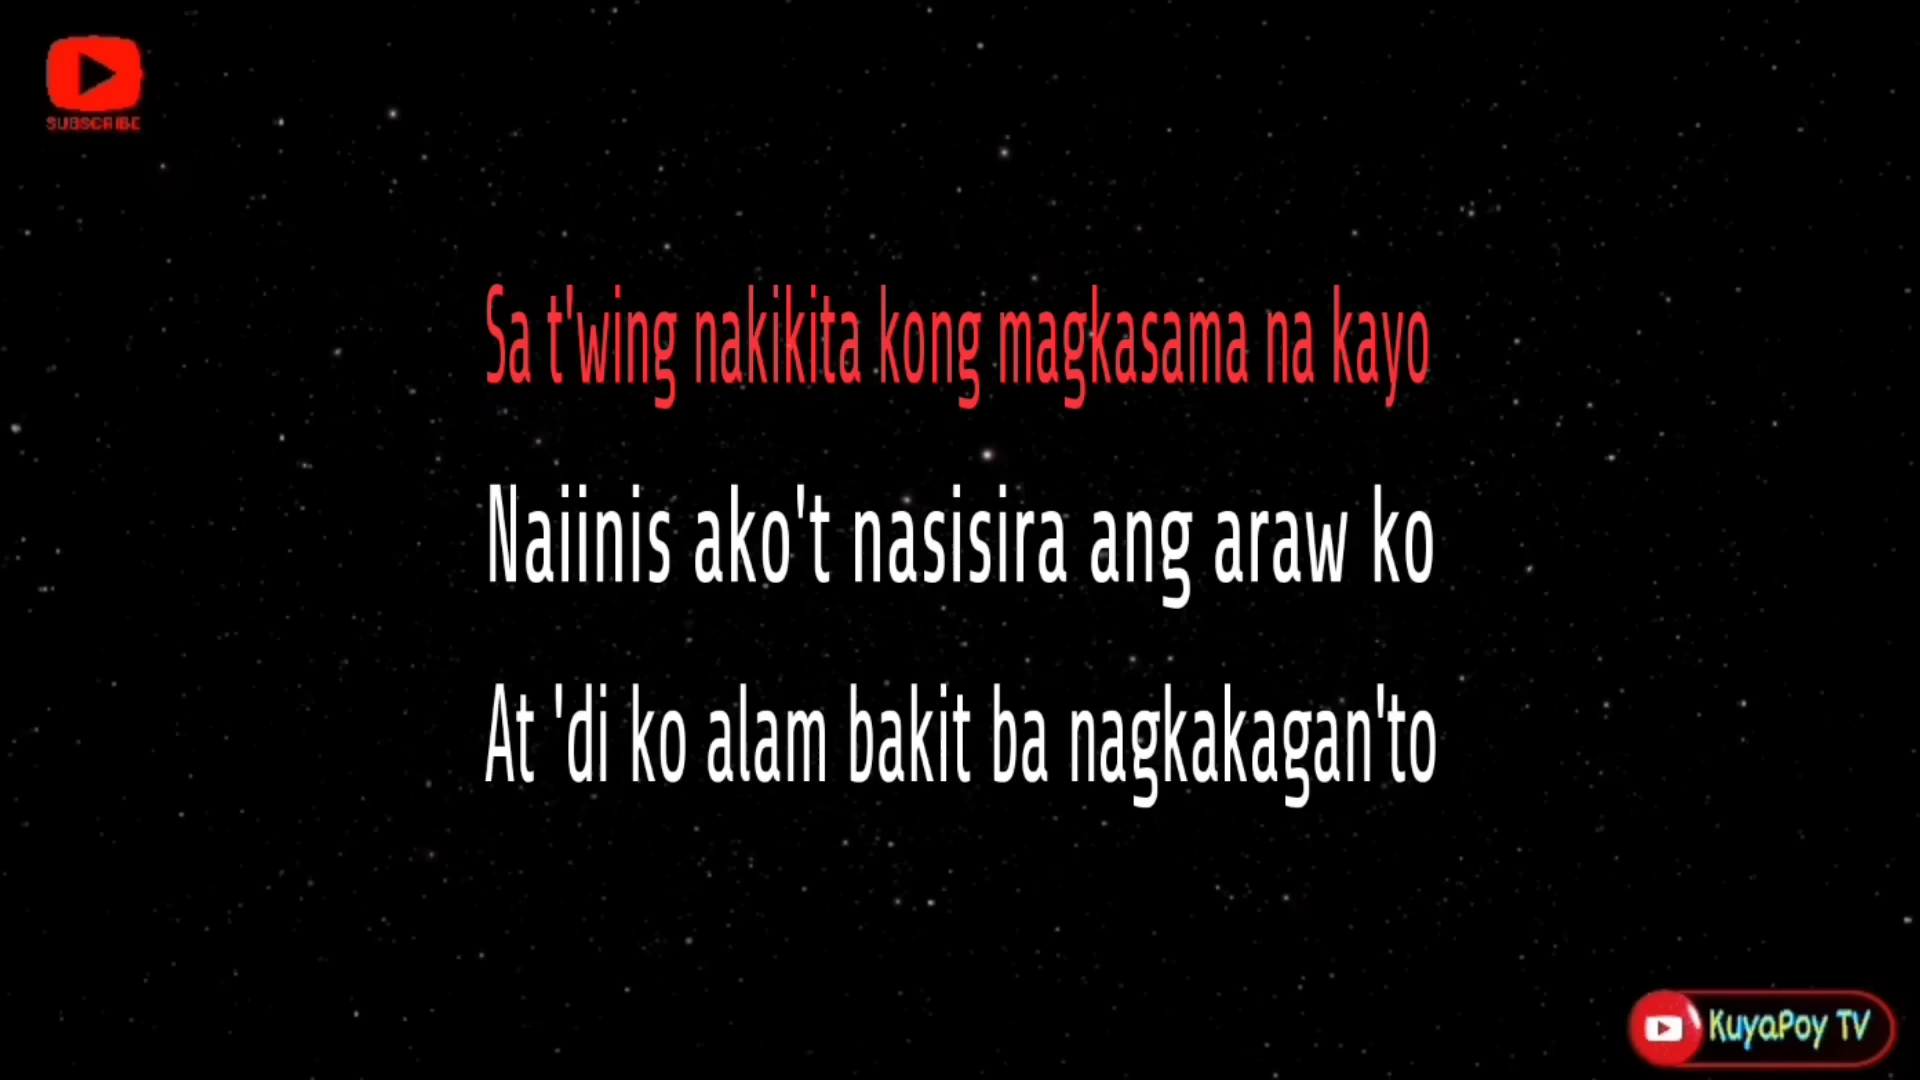 SUBSCRIBE
Sa t'wing nakikita kong magkasama na kayo
Naiinis ako't nasisira ang araw ko
At 'di ko alam bakit ba nagkakagan'to
KuyaPoy TV